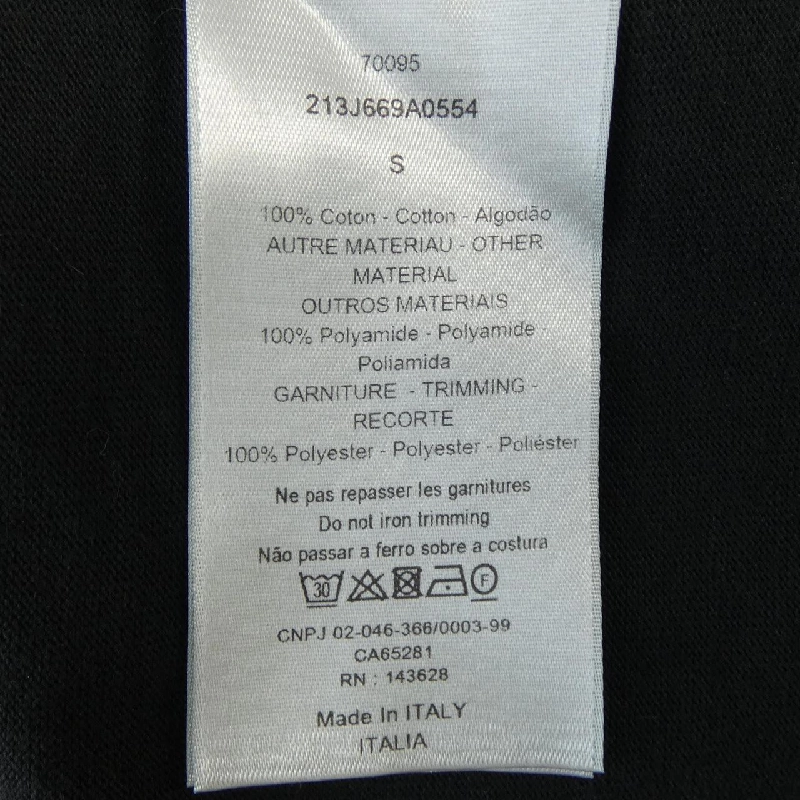 70095
213J669A0554
S
100% Coton - Cotton - Algodão
AUTRE MATERIAU - OTHER
MATERIAL
OUTROS MATERIAIS
100% Polyamide - Polyamide -
Poliamida
GARNITURE - TRIMMING -
RECORTE
100% Polyester - Polyester - Poliéster
Ne pas repasser les garnitures
Do not iron trimming
Não passar a ferro sobre a costura
30 F
CNPJ 02-046-366/0003-99
CA65281
RN : 143628
Made In ITALY
ITALIA